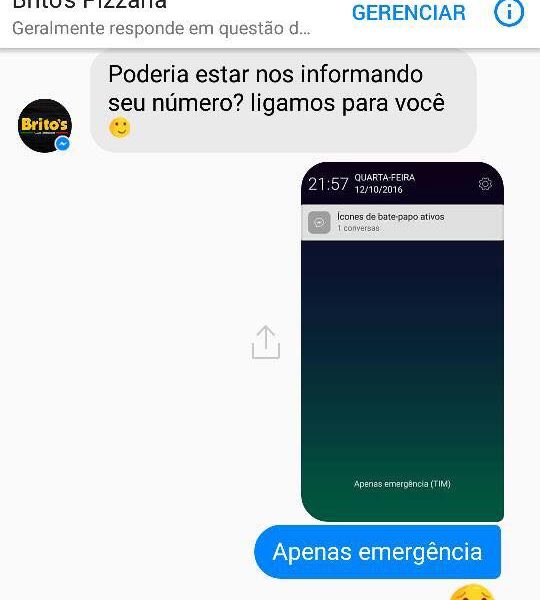 Brito's Pizzaria
GERENCIAR
Geralmente responde em questão d...
Poderia estar nos informando
seu número? ligamos para você
Brito's
21:57 QUARTA-FEIRA
12/10/2016
Ícones de bate-papo ativos
1 conversas
Apenas emergência (TIM)
Apenas emergência